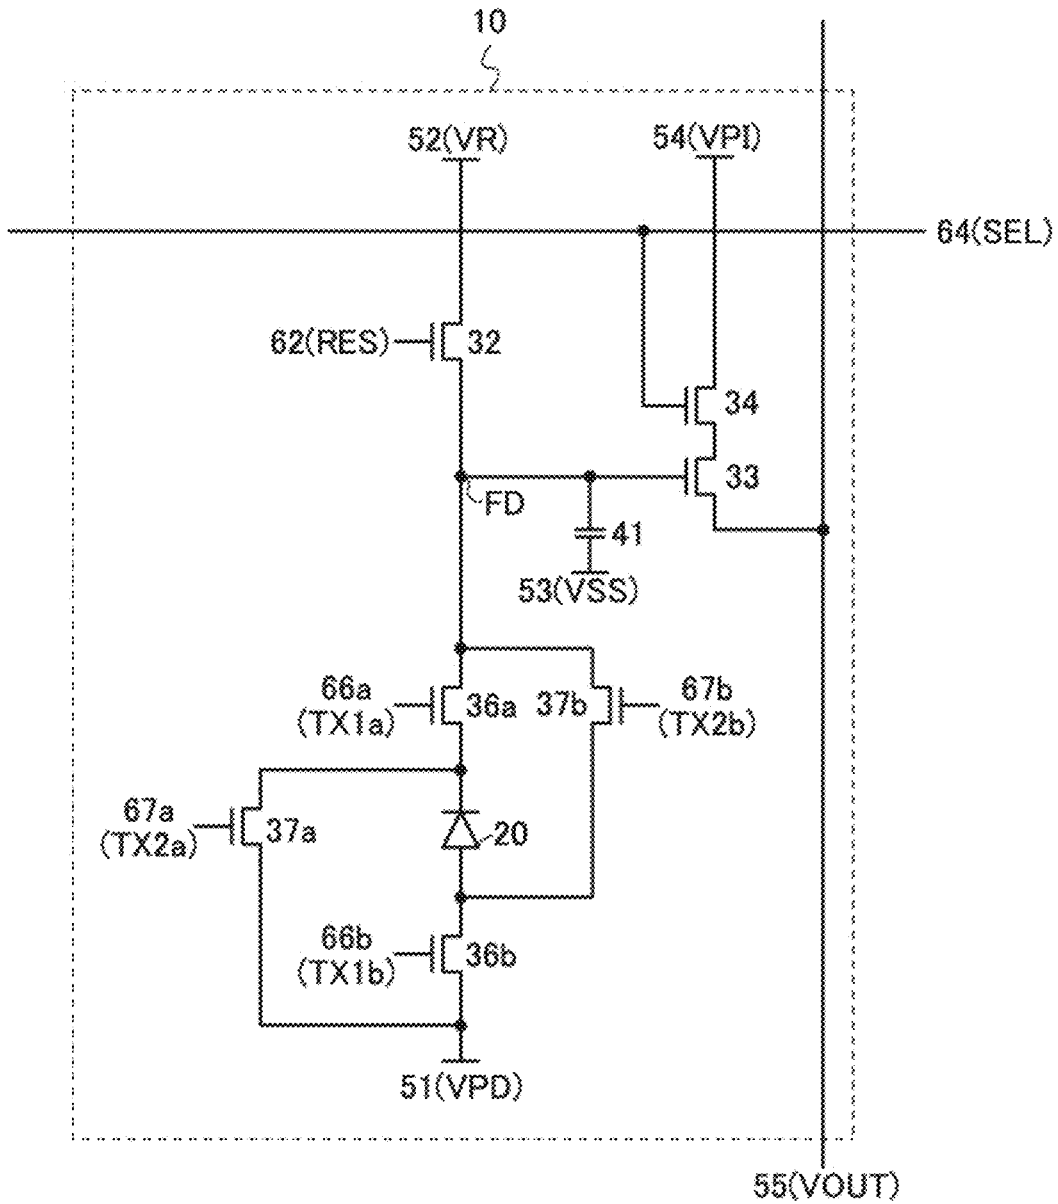 10
52(VR)
54(VPI)
64(SEL)
62(RES)
32
34
33
FD
41
53(VSS)
66a
(TX1a)
36a
37b
67b
(TX2b)
67a
(TX2a)
37a
20
66b
(TX1b)
36b
51(VPD)
55(VOUT)